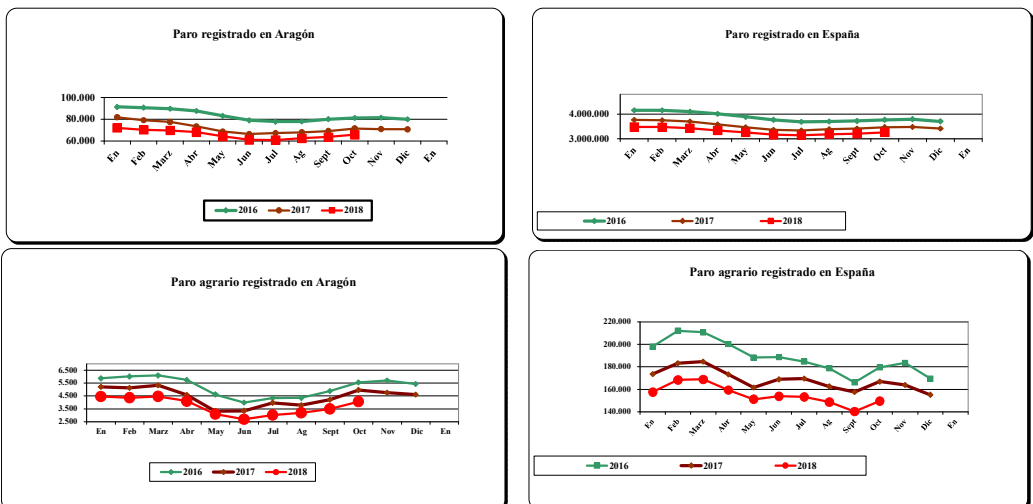 Paro registrado en Aragón
100.000
80.000
60.000
En Feb Marz Abr May Jun Jul Ag Sept Oct Nov Dic En
2016 2017 2018
Paro registrado en España
4.000.000
3.000.000
En Feb Marz Abr May Jun Jul Ag Sept Oct Nov Dic En
2016 2017 2018
Paro agrario registrado en Aragón
6.500
5.500
4.500
3.500
2.500
En Feb Marz Abr May Jun Jul Ag Sept Oct Nov Dic En
2016 2017 2018
Paro agrario registrado en España
220.000
200.000
180.000
160.000
140.000
En Feb Marz Abr May Jun Jul Ag Sept Oct Nov Dic En
2016 2017 2018